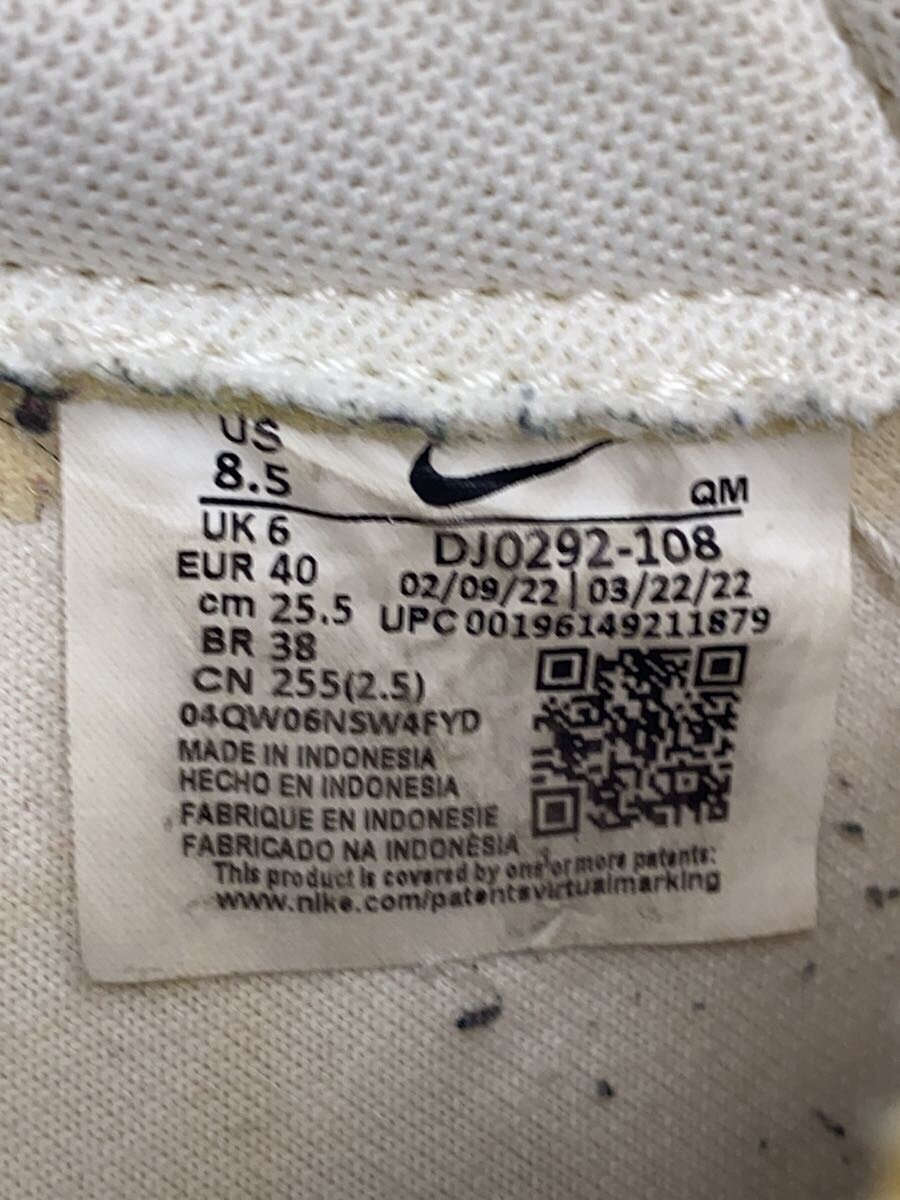 US
8.5
QM
UK 6
DJ0292-108
EUR 40
02/09/22 | 03/22/22
cm 25.5
UPC 00196149211879
BR 38
CN 255(2.5)
04QW06NSW4FYD
MADE IN INDONESIA
HECHO EN INDONESIA
FABRIQUE EN INDONESIE
FABRICADO NA INDONÉSIA
This product is covered by one or more patents:
www.nike.com/patentsvirtualmarking